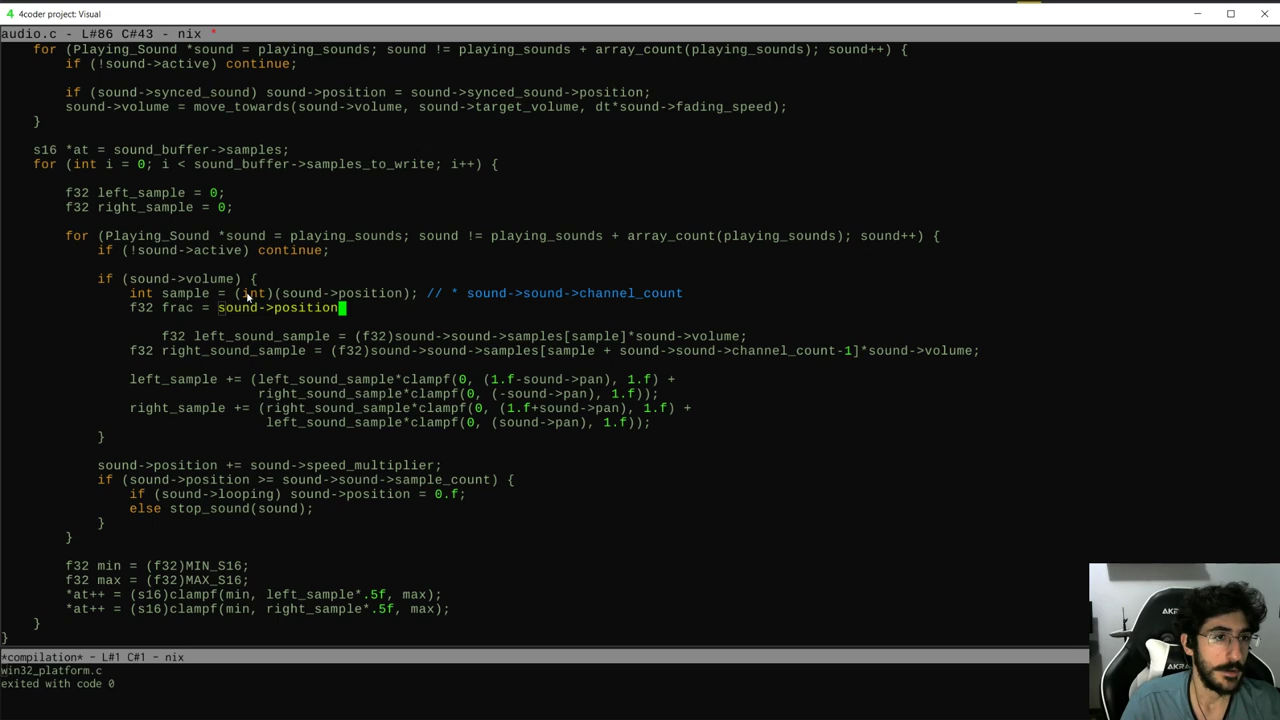 4 4coder project: Visual
audio.c - L#86 C#43 - nix *
for (Playing_Sound *sound = playing_sounds; sound != playing_sounds + array_count(playing_sounds); sound++) {
if (!sound->active) continue;
if (sound->synced_sound) sound->position = sound->synced_sound->position;
sound->volume = move_towards(sound->volume, sound->target_volume, dt*sound->fading_speed);
}
s16 *at = sound_buffer->samples;
for (int i = 0; i < sound_buffer->samples_to_write; i++) {
f32 left_sample = 0;
f32 right_sample = 0;
for (Playing_Sound *sound = playing_sounds; sound != playing_sounds + array_count(playing_sounds); sound++) {
if (!sound->active) continue;
if (sound->volume) {
int sample = (int)(sound->position); // * sound->sound->channel_count
f32 frac = sound->position
f32 left_sound_sample = (f32)sound->sound->samples[sample]*sound->volume;
f32 right_sound_sample = (f32)sound->sound->samples[sample + sound->sound->channel_count-1]*sound->volume;
left_sample += (left_sound_sample*clampf(0, (1.f-sound->pan), 1.f) +
right_sound_sample*clampf(0, (-sound->pan), 1.f));
right_sample += (right_sound_sample*clampf(0, (1.f+sound->pan), 1.f) +
left_sound_sample*clampf(0, (sound->pan), 1.f));
}
sound->position += sound->speed_multiplier;
if (sound->position >= sound->sound->sample_count) {
if (sound->looping) sound->position = 0.f;
else stop_sound(sound);
}
}
f32 min = (f32)MIN_S16;
f32 max = (f32)MAX_S16;
*at++ = (s16)clampf(min, left_sample*.5f, max);
*at++ = (s16)clampf(min, right_sample*.5f, max);
}
}
*compilation* - L#1 C#1 - nix
win32_platform.c
exited with code 0